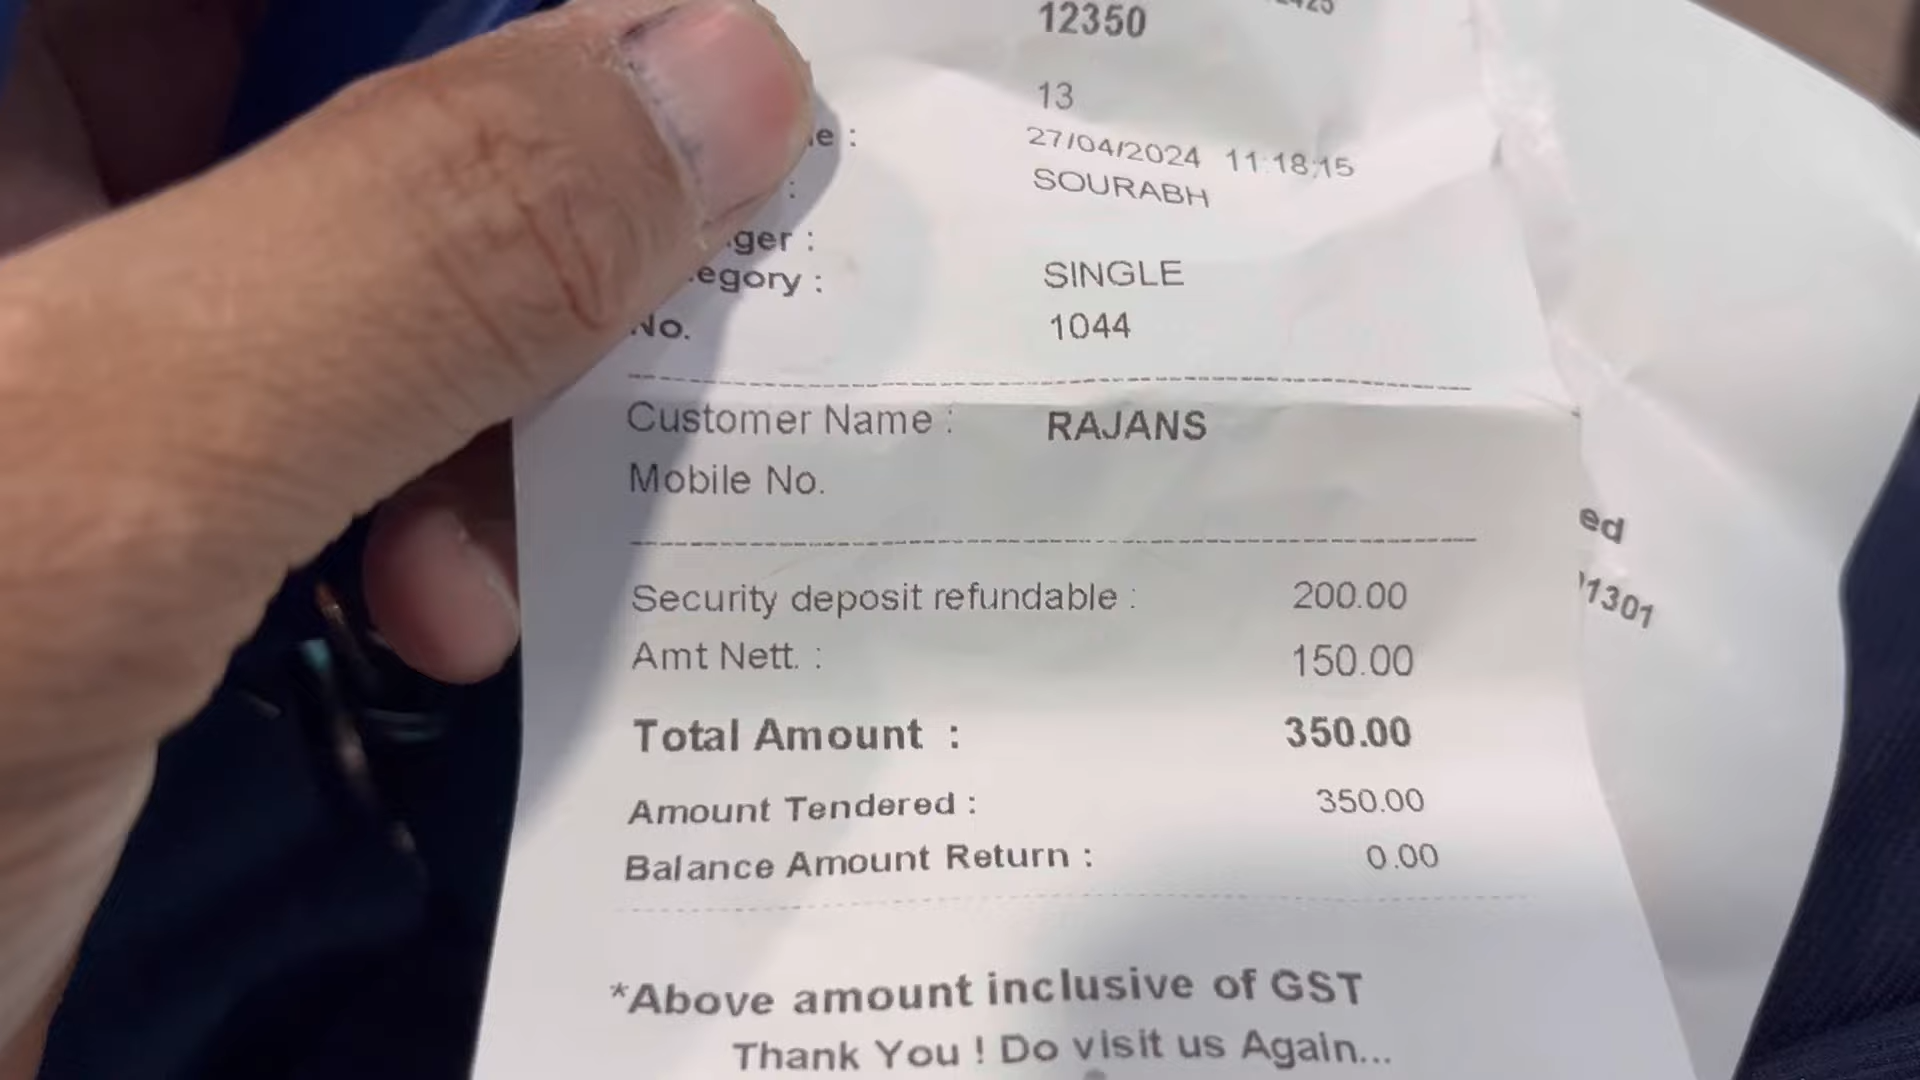 12350
13
27/04/2024 11:18:15
SOURABH
SINGLE
No. 1044
Customer Name : RAJANS
Mobile No.
Security deposit refundable : 200.00
Amt Nett. : 150.00
Total Amount : 350.00
Amount Tendered : 350.00
Balance Amount Return : 0.00
*Above amount inclusive of GST
Thank You ! Do visit us Again...
ed
1301